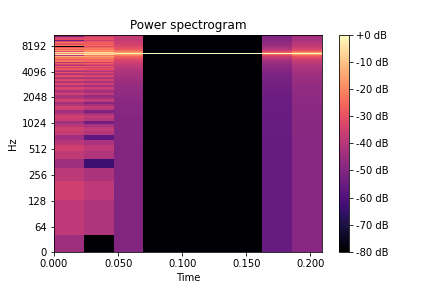 Power spectrogram
8192
4096
2048
1024
512
256
128
64
0
Hz
0.000 0.050 0.100 0.150 0.200
Time
+0 dB
-10 dB
-20 dB
-30 dB
-40 dB
-50 dB
-60 dB
-70 dB
-80 dB